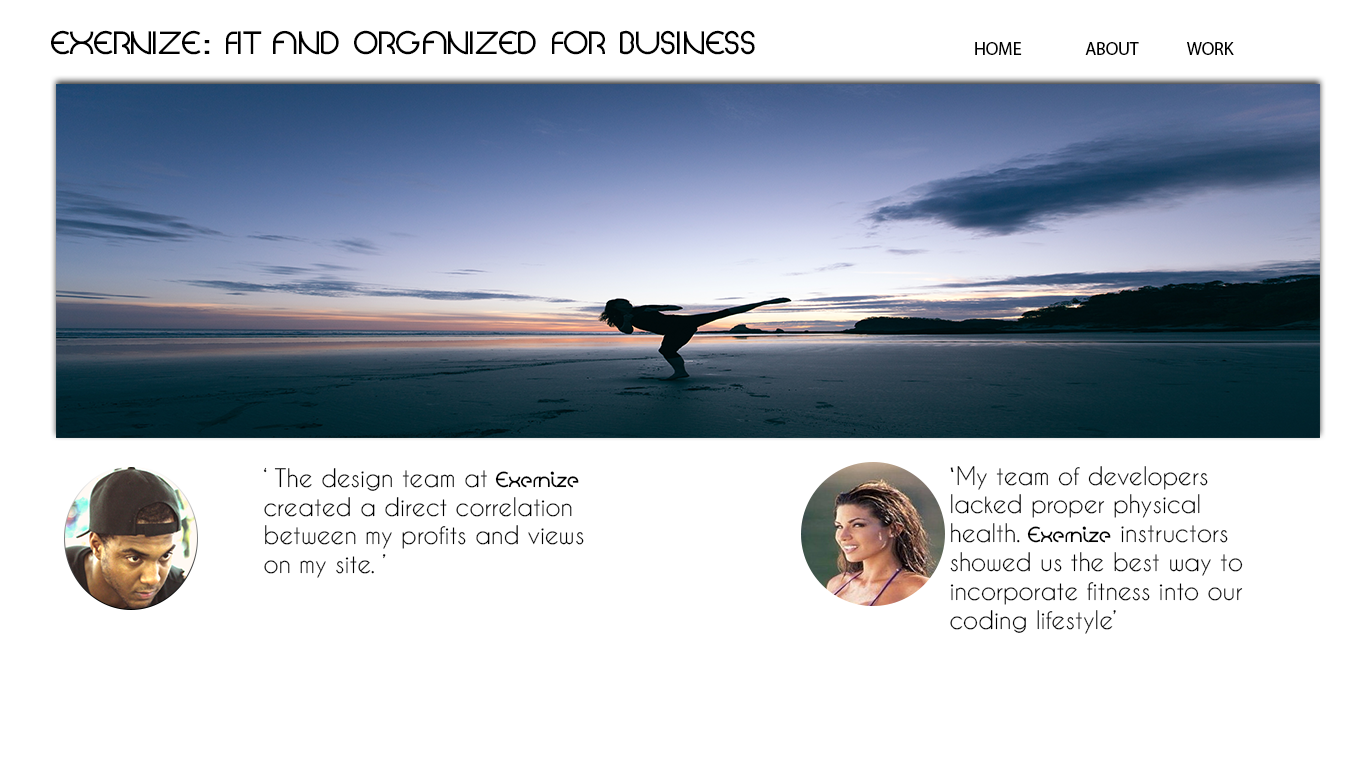 EXERNIZE: FIT AND ORGANIZED FOR BUSINESS
HOME ABOUT WORK
‘ The design team at Exernize
created a direct correlation
between my profits and views
on my site. ’
‘My team of developers
lacked proper physical
health. Exernize instructors
showed us the best way to
incorporate fitness into our
coding lifestyle’